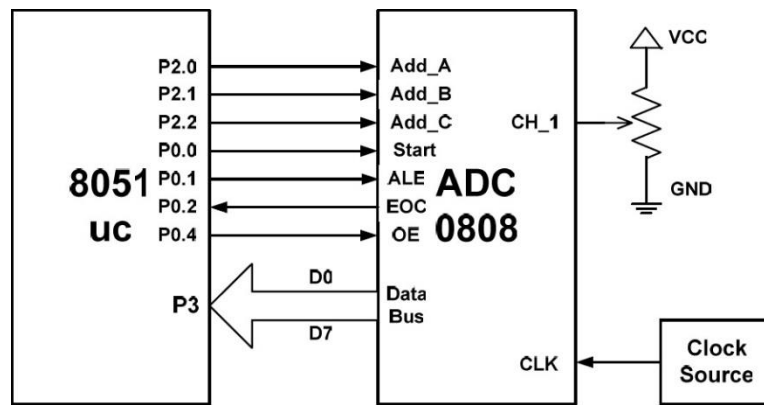 P2.0
P2.1
P2.2
P0.0
P0.1
P0.2
P0.4
8051
uc
P3
D0
D7
Add_A
Add_B
Add_C
Start
ALE
EOC
OE
ADC
0808
Data
Bus
CH_1
CLK
VCC
GND
Clock
Source